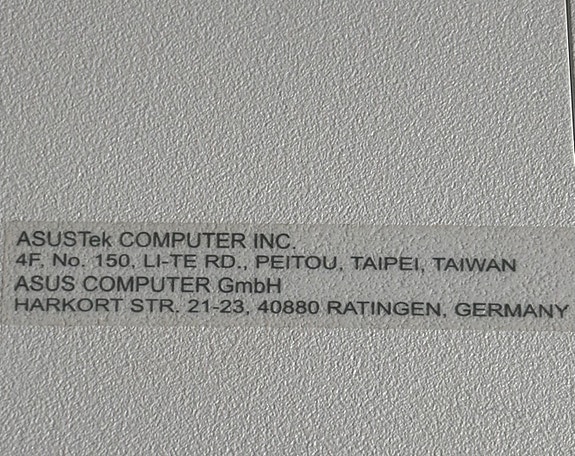 ASUSTek COMPUTER INC.
4F, No. 150, LI-TE RD., PEITOU, TAIPEI, TAIWAN
ASUS COMPUTER GmbH
HARKORT STR. 21-23, 40880 RATINGEN, GERMANY